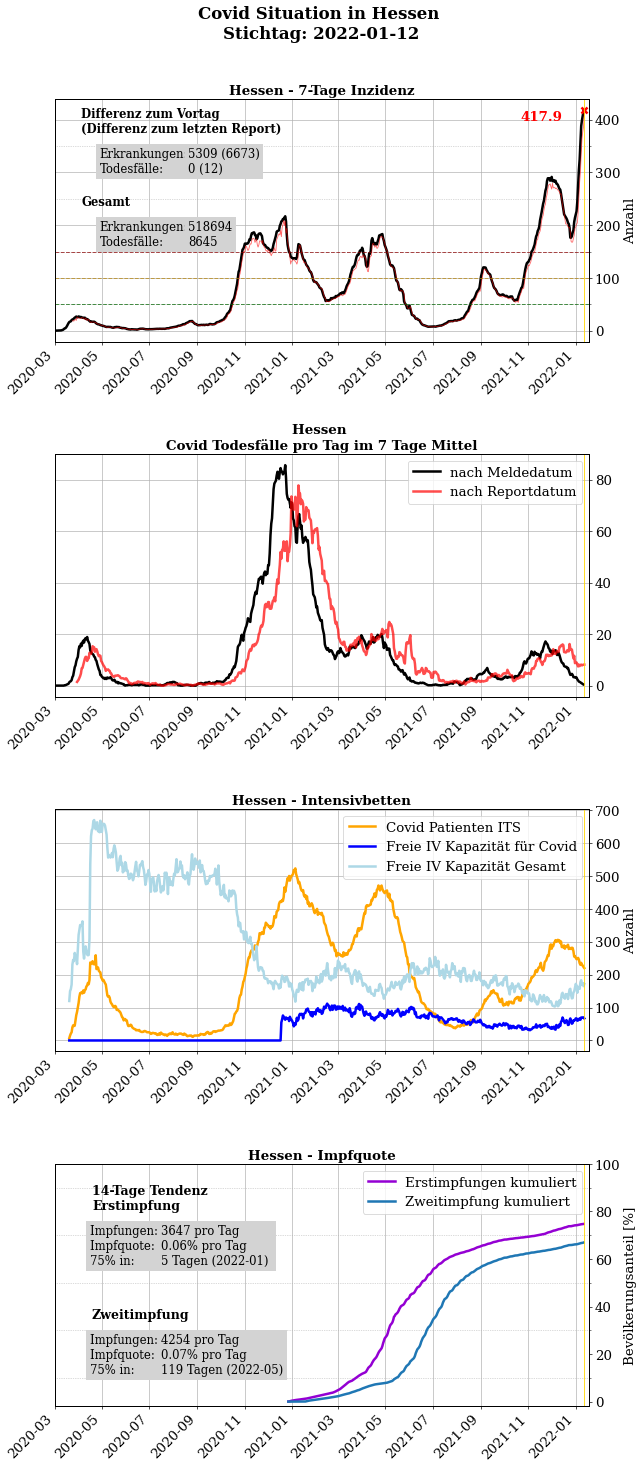 Covid Situation in Hessen
Stichtag: 2022-01-12
Hessen - 7-Tage Inzidenz
Differenz zum Vortag
(Differenz zum letzten Report)
Erkrankungen 5309 (6673)
Todesfälle: 0 (12)
Gesamt
Erkrankungen 518694
Todesfälle: 8645
417.9
400
300
200
100
0
Anzahl
2020-03 2020-05 2020-07 2020-09 2020-11 2021-01 2021-03 2021-05 2021-07 2021-09 2021-11 2022-01
Hessen
Covid Todesfälle pro Tag im 7 Tage Mittel
nach Meldedatum
nach Reportdatum
80
60
40
20
0
2020-03 2020-05 2020-07 2020-09 2020-11 2021-01 2021-03 2021-05 2021-07 2021-09 2021-11 2022-01
Hessen - Intensivbetten
Covid Patienten ITS
Freie IV Kapazität für Covid
Freie IV Kapazität Gesamt
700
600
500
400
300
200
100
0
Anzahl
2020-03 2020-05 2020-07 2020-09 2020-11 2021-01 2021-03 2021-05 2021-07 2021-09 2021-11 2022-01
Hessen - Impfquote
14-Tage Tendenz
Erstimpfung
Impfungen: 3647 pro Tag
Impfquote: 0.06% pro Tag
75% in: 5 Tagen (2022-01)
Zweitimpfung
Impfungen: 4254 pro Tag
Impfquote: 0.07% pro Tag
75% in: 119 Tagen (2022-05)
Erstimpfungen kumuliert
Zweitimpfung kumuliert
100
80
60
40
20
0
Bevölkerungsanteil [%]
2020-03 2020-05 2020-07 2020-09 2020-11 2021-01 2021-03 2021-05 2021-07 2021-09 2021-11 2022-01